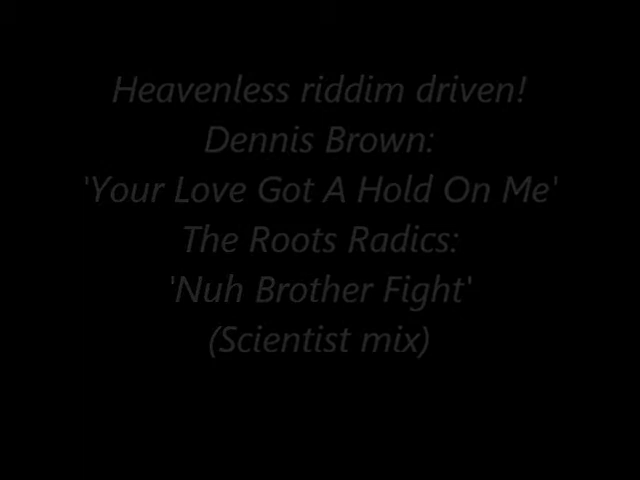 Heavenless riddim driven!
Dennis Brown:
'Your Love Got A Hold On Me'
The Roots Radics:
'Nuh Brother Fight'
(Scientist mix)